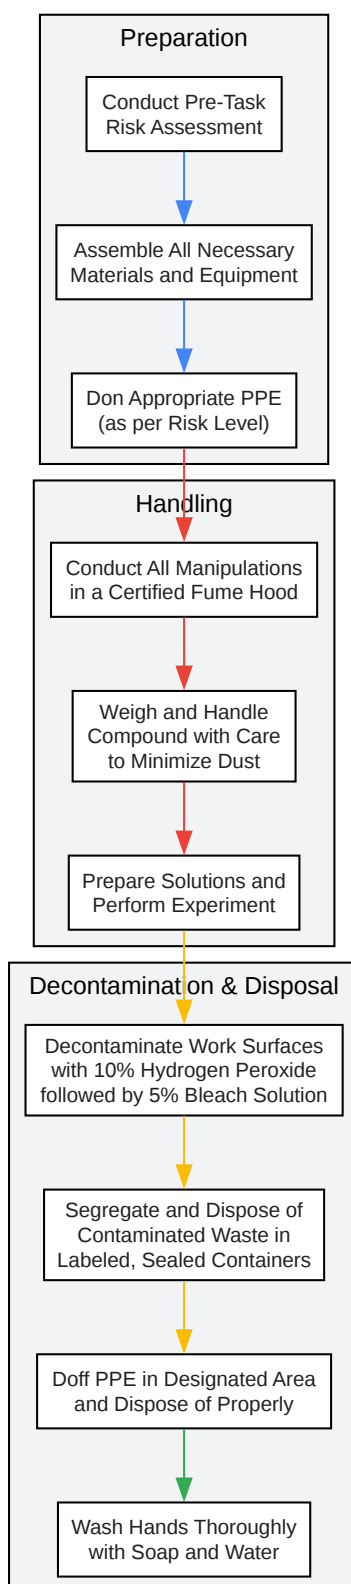 Preparation
Conduct Pre-Task
Risk Assessment
Assemble All Necessary
Materials and Equipment
Don Appropriate PPE
(as per Risk Level)
Handling
Conduct All Manipulations
in a Certified Fume Hood
Weigh and Handle
Compound with Care
to Minimize Dust
Prepare Solutions and
Perform Experiment
Decontamination & Disposal
Decontaminate Work Surfaces
with 10% Hydrogen Peroxide
followed by 5% Bleach Solution
Segregate and Dispose of
Contaminated Waste in
Labeled, Sealed Containers
Doff PPE in Designated Area
and Dispose of Properly
Wash Hands Thoroughly
with Soap and Water